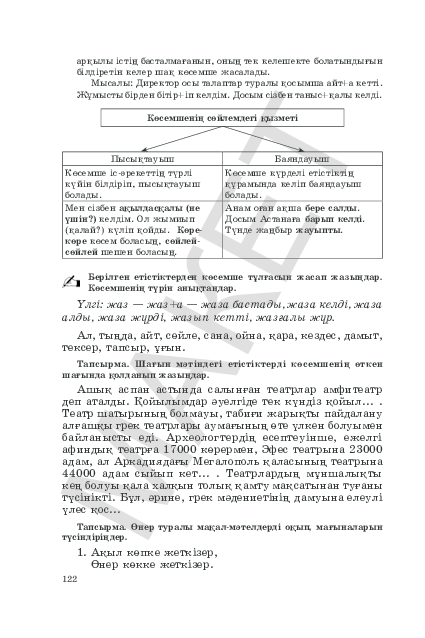 арқылы істің басталмағанын, оның тек келешекте болатындығын
білдіретін келер шақ көсемше жасалады.
Мысалы: Директор осы талаптар туралы қосымша айт+а кетті.
Жұмысты бірден бітір+іп келдім. Досым сізбен таныс+қалы келді.
Көсемшенің сөйлемдегі қызметі
Пысықтауыш
Баяндауыш
Көсемше іс-әрекеттің түрлі
күйін білдіріп, пысықтауыш
болады.
Көсемше күрделі етістіктің
құрамында келіп баяндауыш
болады.
Мен сізбен ақылдасқалы (не
үшін?) келдім. Ол жымиып
(қалай?) күліп қойды. Көре-
көре көсем боласың, сөйлей-
сөйлей шешен боласың.
Анам оған ақша бере салды.
Досым Астанаға барып келді.
Түнде жаңбыр жауыпты.
Берілген етістіктерден көсемше тұлғасын жасап жазыңдар.
Көсемшенің түрін анықтаңдар.
Үлгі: жаз — жаз+а — жаза бастады, жаза келді, жаза
алды, жаза жүрді, жазып кетті, жазғалы жүр.
Ал, тыңда, айт, сөйле, сана, ойна, қара, кездес, дамыт,
тексер, тапсыр, ұғын.
Тапсырма. Шағын мәтіндегі етістіктерді көсемшенің өткен
шағында қолданып жазыңдар.
Ашық аспан астында салынған театрлар амфитеатр
деп аталды. Қойылымдар әуелгіде тек күндіз қойыл... .
Театр шатырының болмауы, табиғи жарықты пайдалану
алғашқы грек театрлары аумағының өте үлкен болуымен
байланысты еді. Археологтердің есептеуінше, ежелгі
афиндық театрға 17000 көрермен, Эфес театрына 23000
адам, ал Аркадиядағы Мегалополь қаласының театрына
44000 адам сыйып кет... . Театрлардың мұншалықты
кең болуы қала халқын толық қамту мақсатынан туғаны
түсінікті. Бұл, әрине, грек мәдениетінің дамуына елеулі
үлес қос...
Тапсырма. Өнер туралы мақал-мәтелдерді оқып, мағыналарын
түсіндіріңдер.
1. Ақыл көпке жеткізер,
Өнер көкке жеткізер.
122
МАКЕТ